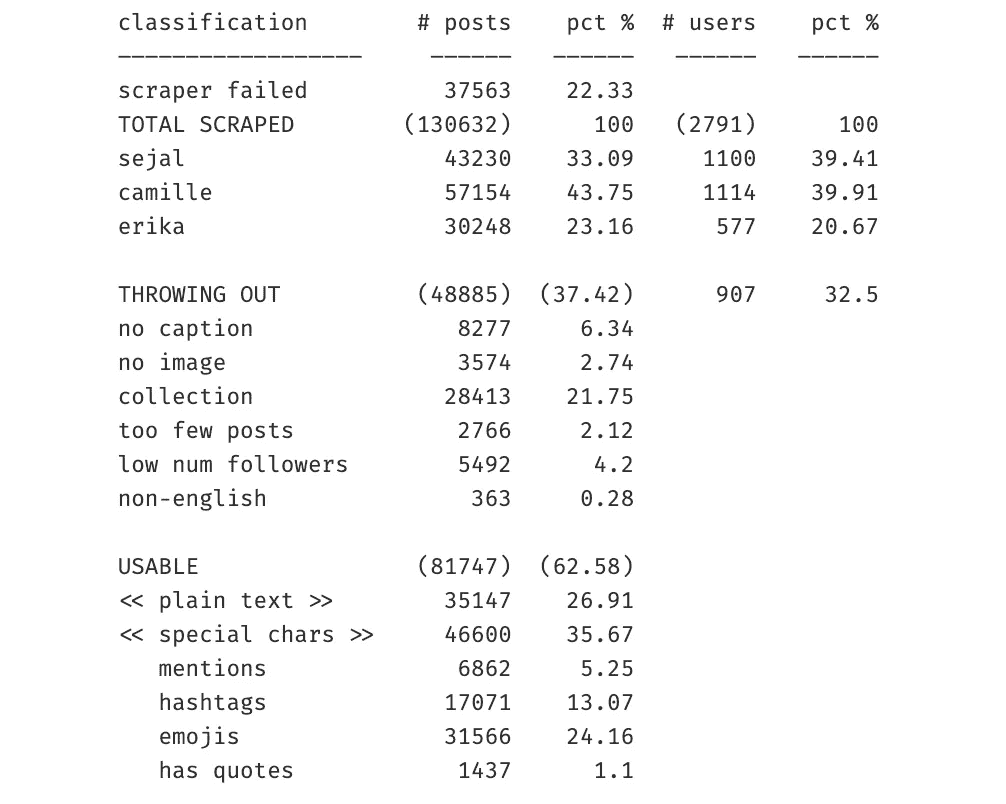 classification # posts pct % # users pct %
scraper failed 37563 22.33
TOTAL SCRAPED (130632) 100 (2791) 100
sejal 43230 33.09 1100 39.41
camille 57154 43.75 1114 39.91
erika 30248 23.16 577 20.67
THROWING OUT (48885) (37.42) 907 32.5
no caption 8277 6.34
no image 3574 2.74
collection 28413 21.75
too few posts 2766 2.12
low num followers 5492 4.2
non-english 363 0.28
USABLE (81747) (62.58)
<< plain text >> 35147 26.91
<< special chars >> 46600 35.67
mentions 6862 5.25
hashtags 17071 13.07
emojis 31566 24.16
has quotes 1437 1.1